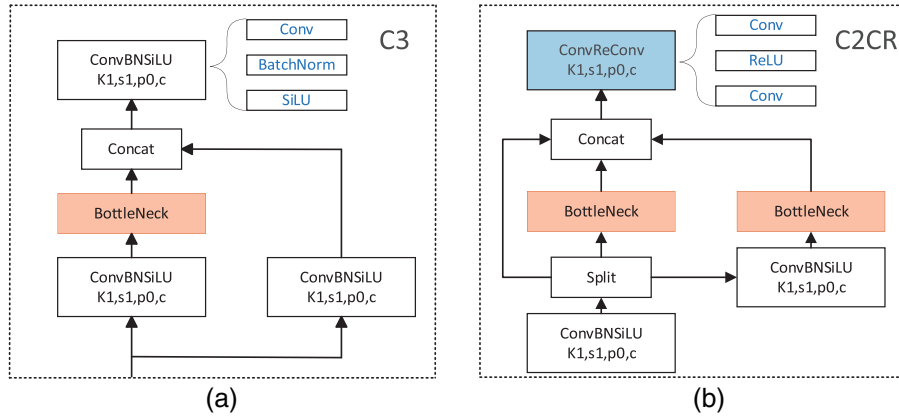 C3
Conv
BatchNorm
SiLU
ConvBNSiLU
K1,s1,p0,c
Concat
BottleNeck
ConvBNSiLU
K1,s1,p0,c
ConvBNSiLU
K1,s1,p0,c
(a)
C2CR
Conv
ReLU
Conv
ConvReConv
K1,s1,p0,c
Concat
BottleNeck
BottleNeck
Split
ConvBNSiLU
K1,s1,p0,c
ConvBNSiLU
K1,s1,p0,c
(b)